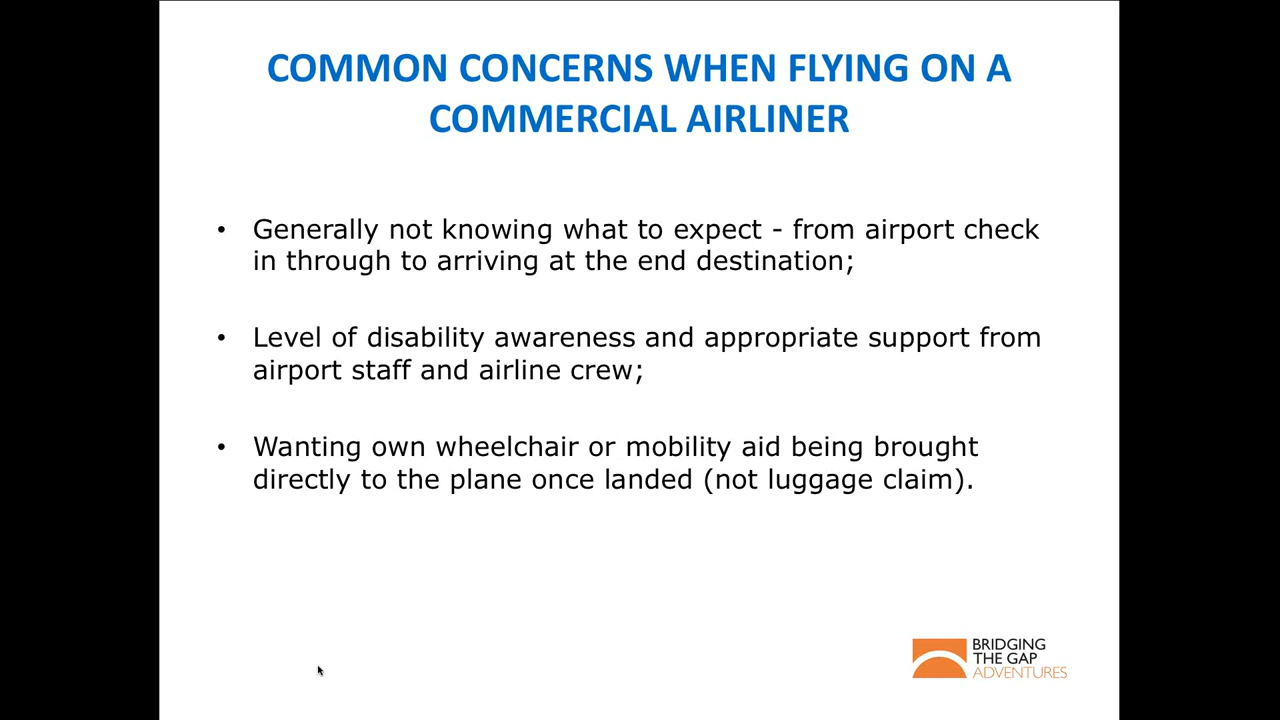 COMMON CONCERNS WHEN FLYING ON A
COMMERCIAL AIRLINER
• Generally not knowing what to expect - from airport check
in through to arriving at the end destination;
• Level of disability awareness and appropriate support from
airport staff and airline crew;
• Wanting own wheelchair or mobility aid being brought
directly to the plane once landed (not luggage claim).
BRIDGING
THE GAP
ADVENTURES